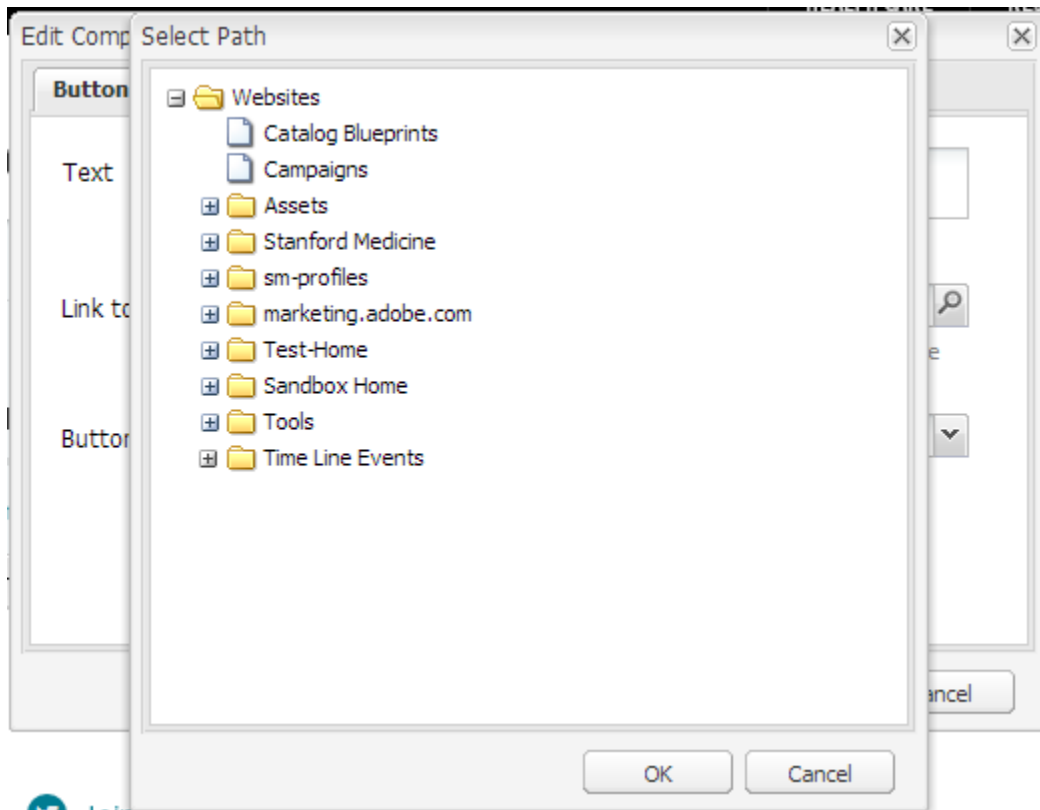 Edit Comp
Select Path
Button
Websites
Catalog Blueprints
Campaigns
Text
Assets
Stanford Medicine
sm-profiles
Link to
marketing.adobe.com
Test-Home
Sandbox Home
Tools
Button
Time Line Events
ancel
OK
Cancel